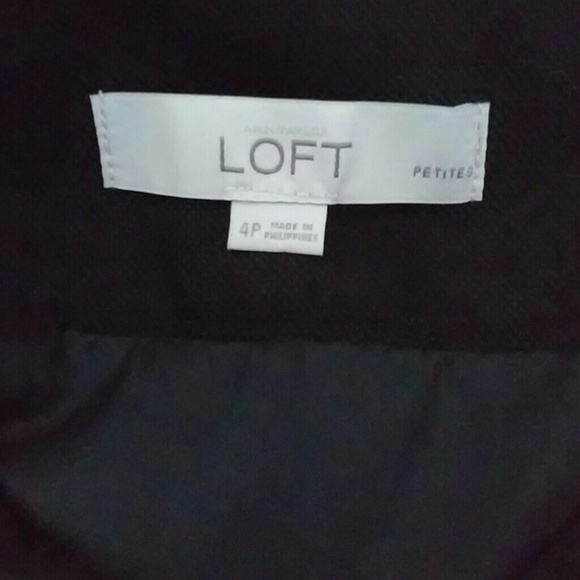 ANN TAYLOR
LOFT
PETITES
4P MADE IN
PHILIPPINES